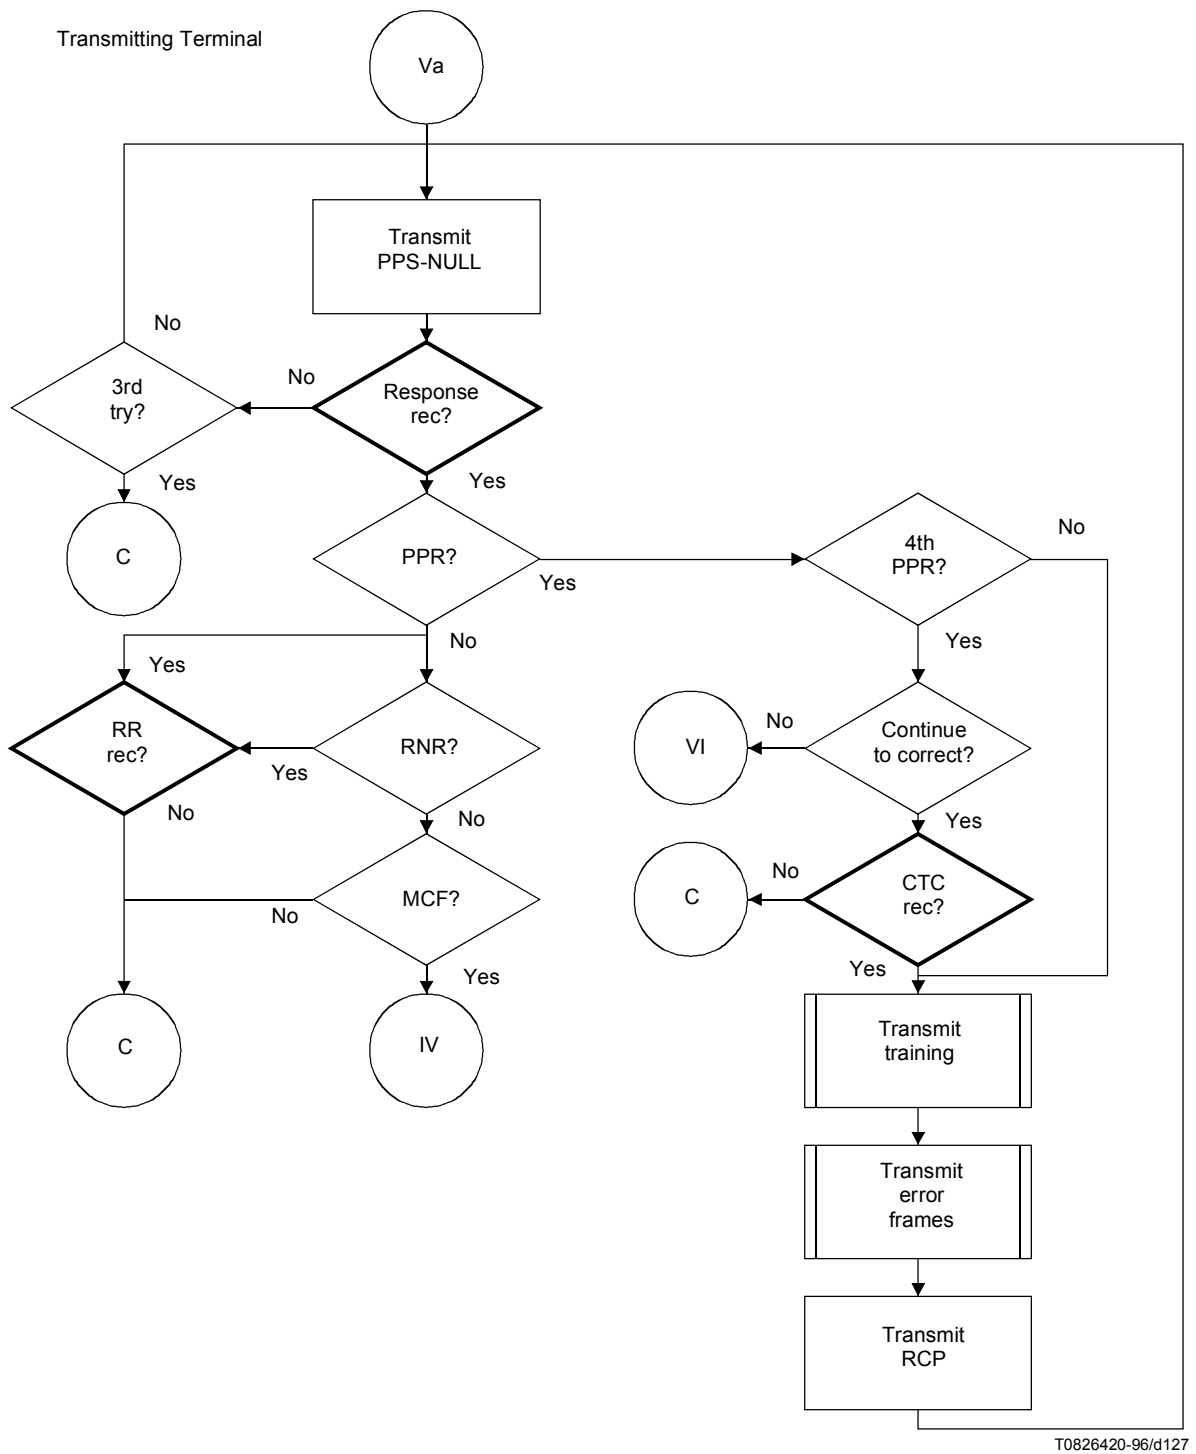 Transmitting Terminal
Va
Transmit
PPS-NULL
No
3rd
try?
No
Response
rec?
Yes
Yes
C
PPR?
Yes
4th
PPR?
No
No
Yes
Yes
RR
rec?
Yes
RNR?
VI
No
Continue
to correct?
No
No
Yes
No
MCF?
C
No
CTC
rec?
Yes
Yes
C
IV
Transmit
training
Transmit
error
frames
Transmit
RCP
T0826420-96/d127